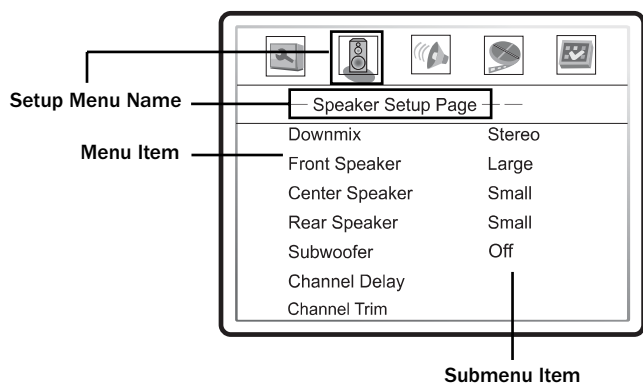 Setup Menu Name
— Speaker Setup Page — —
Menu Item
Downmix Stereo
Front Speaker Large
Center Speaker Small
Rear Speaker Small
Subwoofer Off
Channel Delay
Channel Trim
Submenu Item